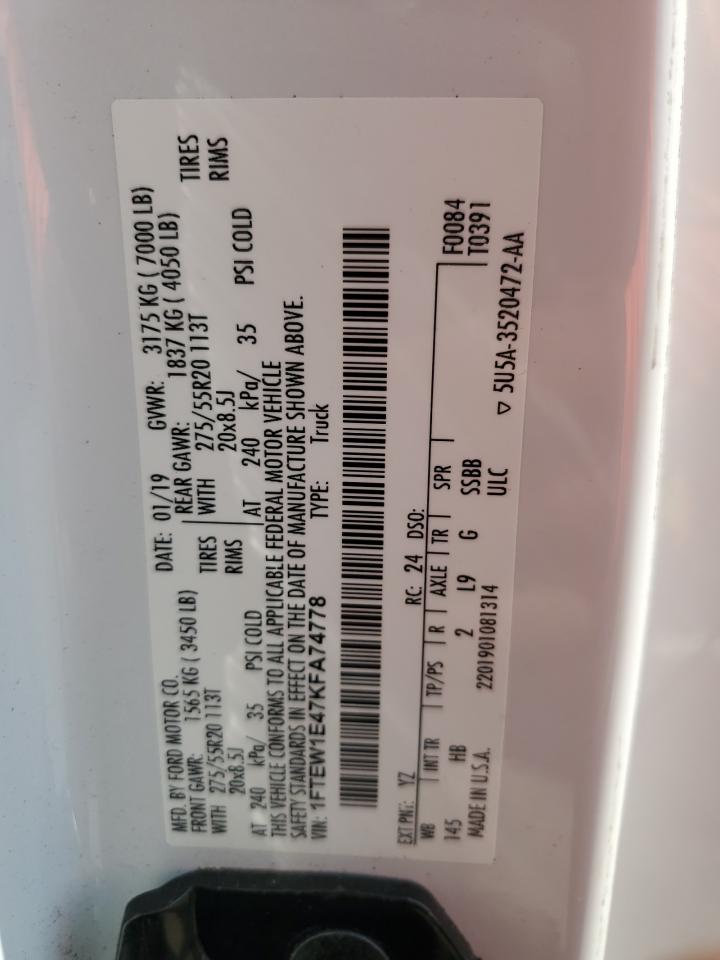 MFD. BY FORD MOTOR CO. DATE: 01/19 GVWR: 3175 KG ( 7000 LB)
FRONT GAWR: 1565 KG ( 3450 LB) REAR GAWR: 1837 KG ( 4050 LB)
WITH 275/55R20 113T TIRES WITH 275/55R20 113T TIRES
20x8.5J RIMS 20x8.5J RIMS
AT 240 kPa/ 35 PSI COLD AT 240 kPa/ 35 PSI COLD
THIS VEHICLE CONFORMS TO ALL APPLICABLE FEDERAL MOTOR VEHICLE
SAFETY STANDARDS IN EFFECT ON THE DATE OF MANUFACTURE SHOWN ABOVE.
VIN: 1FTEW1E47KFA74778 TYPE: Truck
EXT PNT: YZ RC: 24 DSO:
WB INT TR TP/PS R AXLE TR SPR F0084
145 HB 2 L9 G SSBB T0391
MADE IN U.S.A. 2201901081314 ULC
▽ 5U5A-3520472-AA